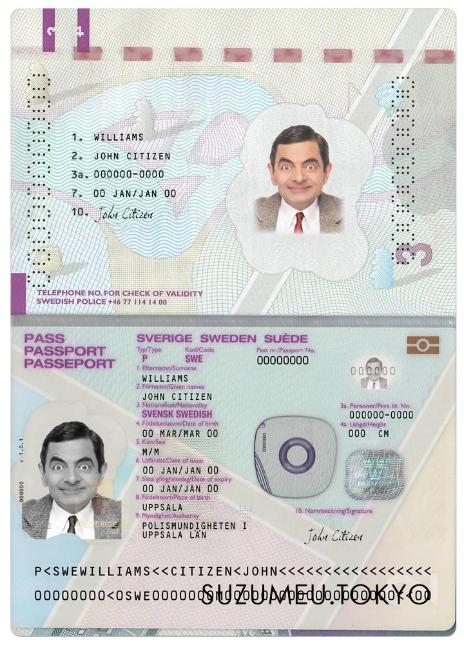 3 4
1. WILLIAMS
2. JOHN CITIZEN
3a. 000000-0000
7. 00 JAN/JAN 00
10. John Citizen
3
TELEPHONE NO. FOR CHECK OF VALIDITY
SWEDISH POLICE +46 77 114 14 00
PASS
PASSPORT
PASSEPORT
SVERIGE SWEDEN SUÈDE
Typ/Type Kod/Code Pass nr./Passport No.
P SWE 00000000
1. Efternamn/Surname
WILLIAMS
2. Förnamn/Given names
JOHN CITIZEN
3. Nationalitet/Nationality
SVENSK SWEDISH
4. Födelsedatum/Date of birth
00 MAR/MAR 00
5. Kön/Sex
M/M
6. Utfärdat/Date of issue
00 JAN/JAN 00
7. Sista giltighetsdag/Date of expiry
00 JAN/JAN 00
8. Födelseort/Place of birth
UPPSALA
9. Myndighet/Authority
POLISMUNDIGHETEN I
UPPSALA LÄN
3a. Personnr/Pers. Id. No.
000000-0000
4a. Längd/Height
000 CM
10. Namnteckning/Signature
John Citizen
P<SWEWILLIAMS<<CITIZEN<JOHN<<<<<<<<<<<<<<<<<
SUZUMEU.TOKYO